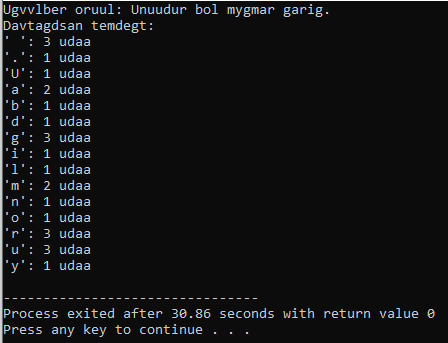 Ugvvlber oruul: Unuudur bol mygmar garig.
Davtagdsan temdegt:
' ': 3 udaa
'.': 1 udaa
'U': 1 udaa
'a': 2 udaa
'b': 1 udaa
'd': 1 udaa
'g': 3 udaa
'i': 1 udaa
'l': 1 udaa
'm': 2 udaa
'n': 1 udaa
'o': 1 udaa
'r': 3 udaa
'u': 3 udaa
'y': 1 udaa
--------------------------------
Process exited after 30.86 seconds with return value 0
Press any key to continue . . .